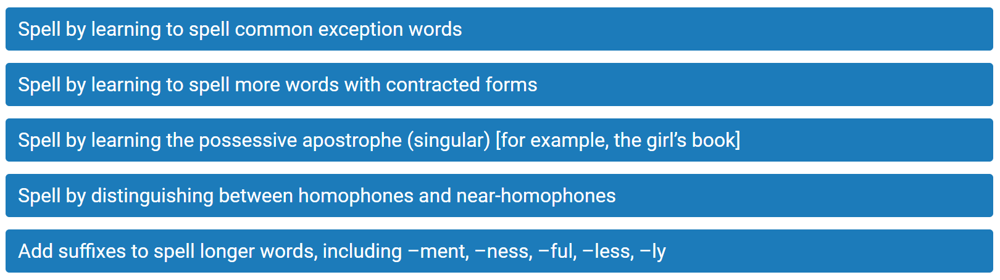 Spell by learning to spell common exception words
Spell by learning to spell more words with contracted forms
Spell by learning the possessive apostrophe (singular) [for example, the girl’s book]
Spell by distinguishing between homophones and near-homophones
Add suffixes to spell longer words, including –ment, –ness, –ful, –less, –ly